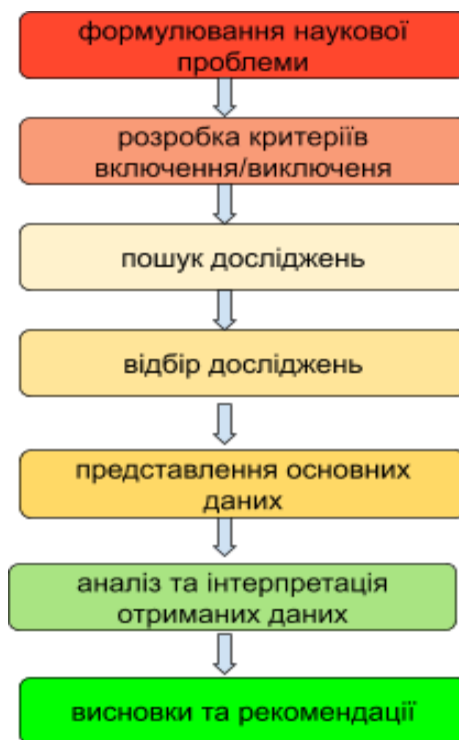 формулювання наукової
проблеми
розробка критеріїв
включення/виключеня
пошук досліджень
відбір досліджень
представлення основних
даних
аналіз та інтерпретація
отриманих даних
висновки та рекомендації